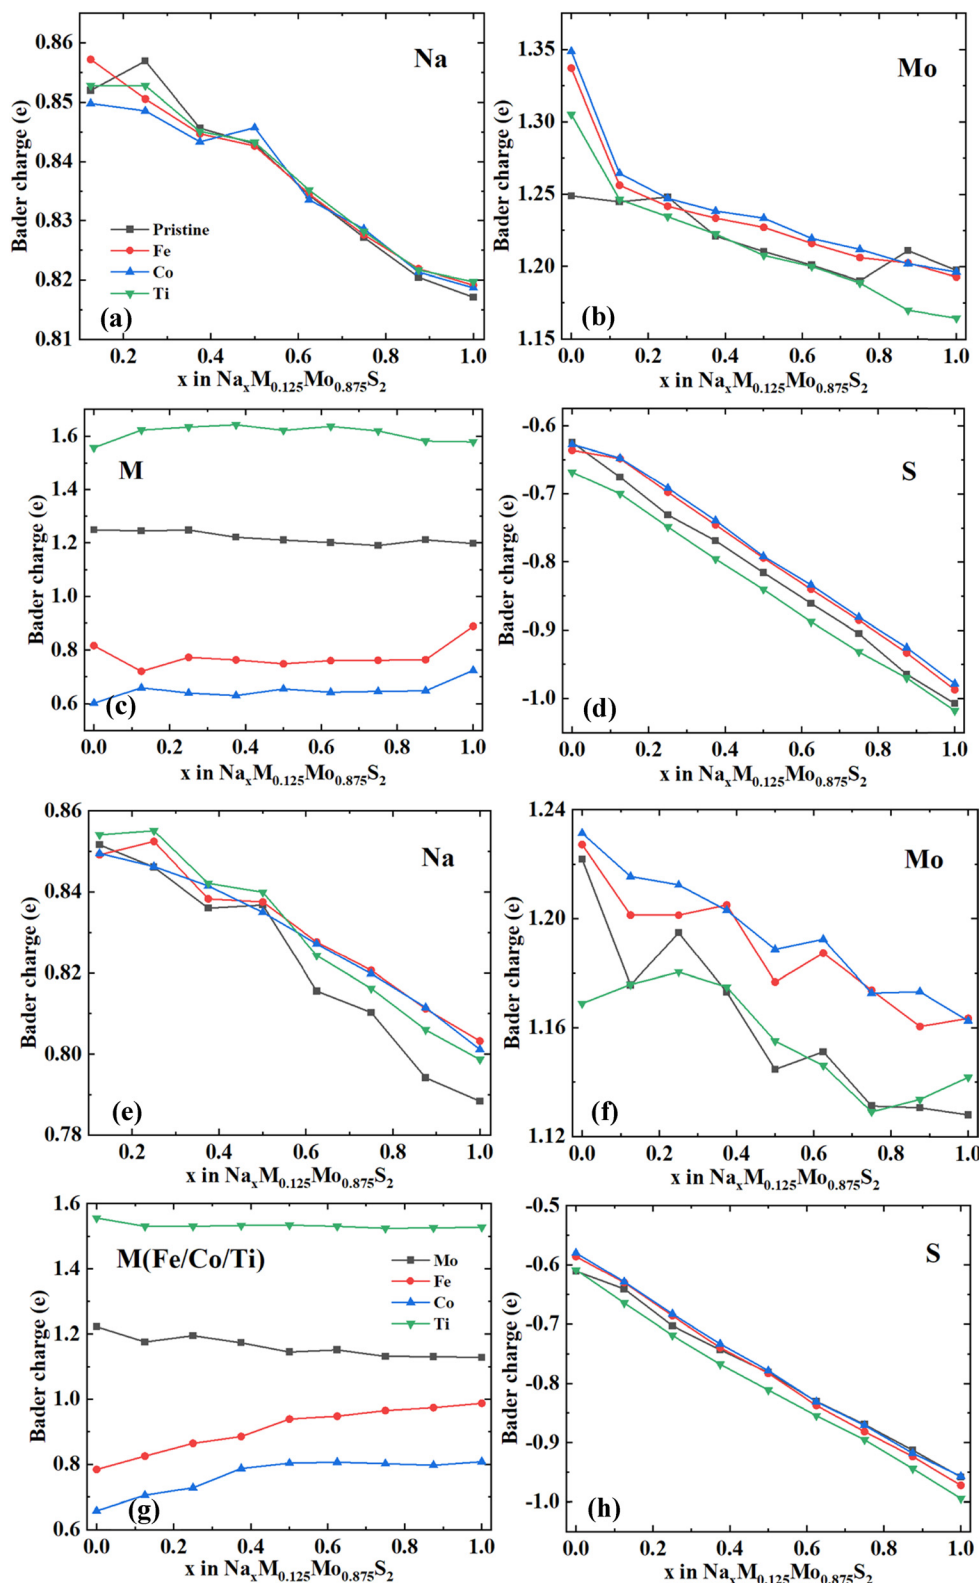 Na
Bader charge (e)
0.86
0.85
0.84
0.83
0.82
0.81
Pristine
Fe
Co
Ti
(a)
0.2 0.4 0.6 0.8 1.0
x in NaxM0.125Mo0.875S2
Mo
Bader charge (e)
1.35
1.30
1.25
1.20
1.15
(b)
0.0 0.2 0.4 0.6 0.8 1.0
x in NaxM0.125Mo0.875S2
M
Bader charge (e)
1.6
1.4
1.2
1.0
0.8
0.6
(c)
0.0 0.2 0.4 0.6 0.8 1.0
x in NaxM0.125Mo0.875S2
S
Bader charge (e)
-0.6
-0.7
-0.8
-0.9
-1.0
(d)
0.0 0.2 0.4 0.6 0.8 1.0
x in NaxM0.125Mo0.875S2
Na
Bader charge (e)
0.86
0.84
0.82
0.80
0.78
(e)
0.2 0.4 0.6 0.8 1.0
x in NaxM0.125Mo0.875S2
Mo
Bader charge (e)
1.24
1.20
1.16
1.12
(f)
0.0 0.2 0.4 0.6 0.8 1.0
x in NaxM0.125Mo0.875S2
M(Fe/Co/Ti)
Bader charge (e)
1.6
1.4
1.2
1.0
0.8
0.6
Mo
Fe
Co
Ti
(g)
0.0 0.2 0.4 0.6 0.8 1.0
x in NaxM0.125Mo0.875S2
S
Bader charge (e)
-0.5
-0.6
-0.7
-0.8
-0.9
-1.0
(h)
0.0 0.2 0.4 0.6 0.8 1.0
x in NaxM0.125Mo0.875S2